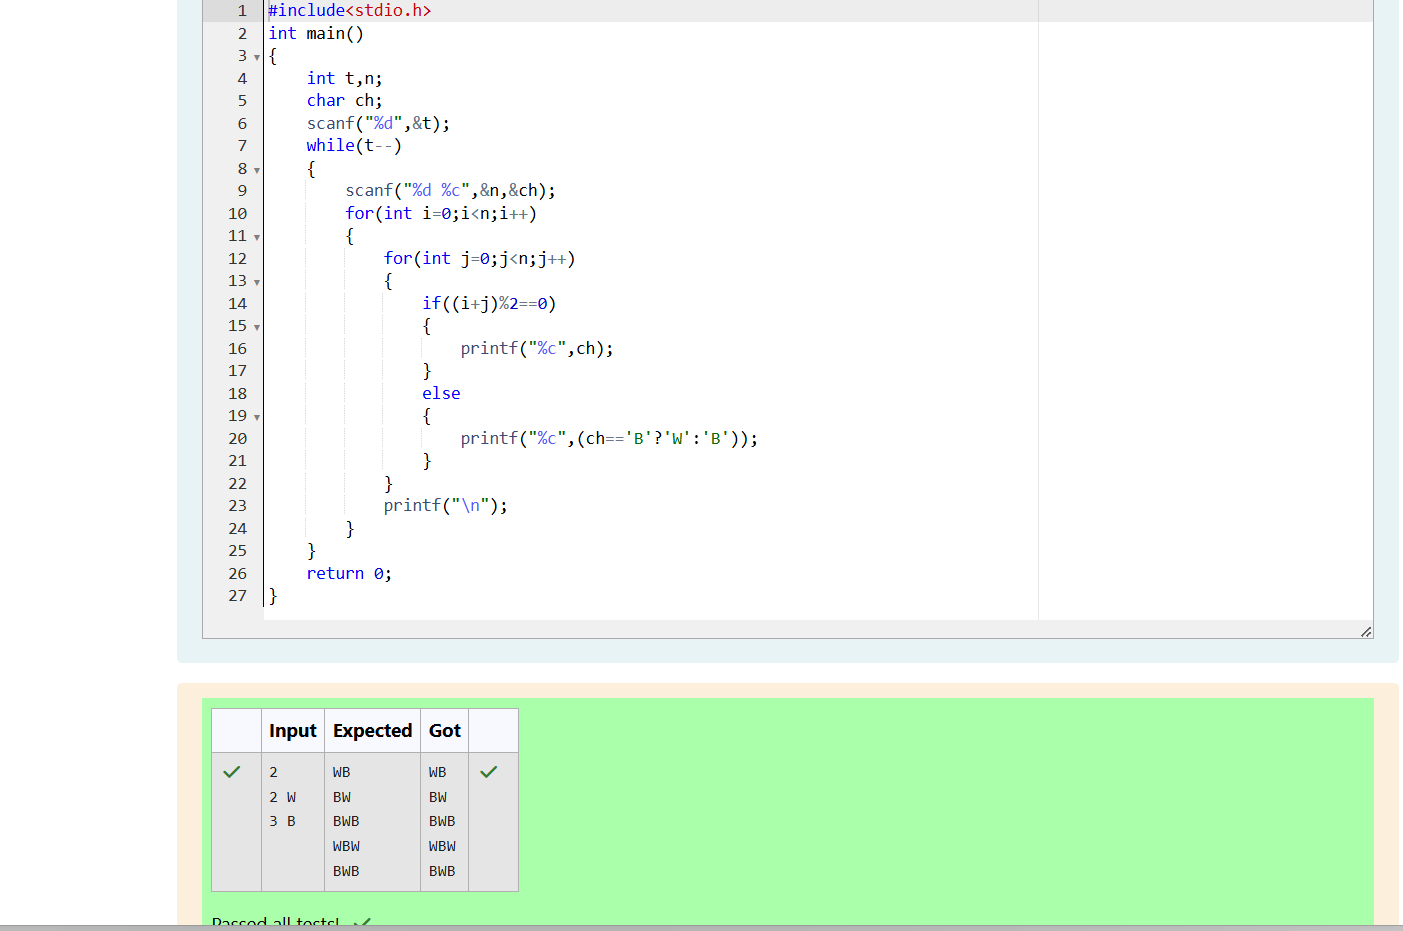 1 #include<stdio.h>
2 int main()
3 {
4     int t,n;
5     char ch;
6     scanf("%d",&t);
7     while(t--)
8     {
9         scanf("%d %c",&n,&ch);
10         for(int i=0;i<n;i++)
11         {
12             for(int j=0;j<n;j++)
13             {
14                 if((i+j)%2==0)
15                 {
16                     printf("%c",ch);
17                 }
18                 else
19                 {
20                     printf("%c",(ch=='B'?'W':'B'));
21                 }
22             }
23             printf("\n");
24         }
25     }
26     return 0;
27 }
Input Expected Got
2 WB WB
2 W BW BW
3 B BWB BWB
WBW WBW
BWB BWB
Passed all tests!